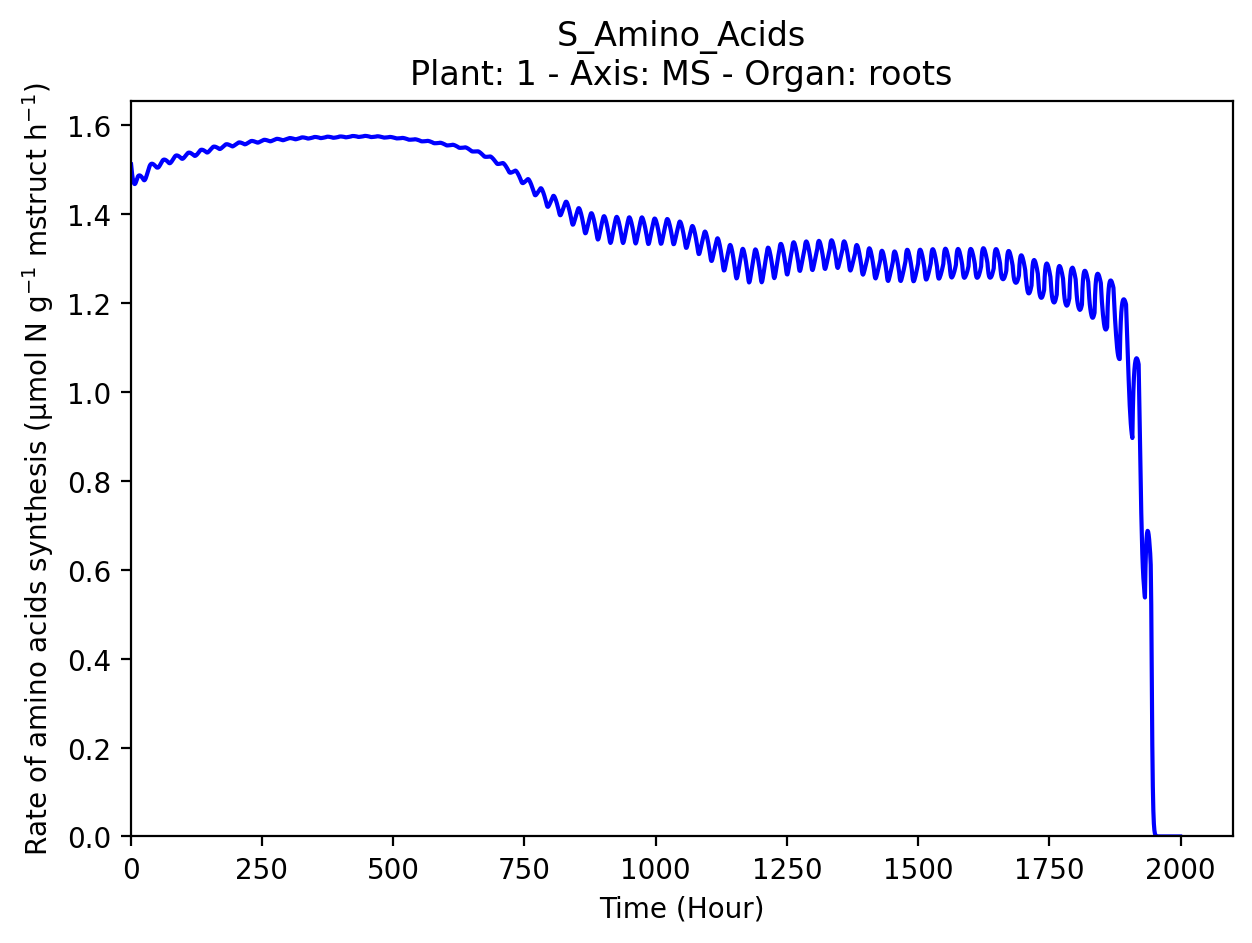 S_Amino_Acids
Plant: 1 - Axis: MS - Organ: roots
Rate of amino acids synthesis (µmol N g⁻¹ mstruct h⁻¹)
1.6
1.4
1.2
1.0
0.8
0.6
0.4
0.2
0.0
0 250 500 750 1000 1250 1500 1750 2000
Time (Hour)